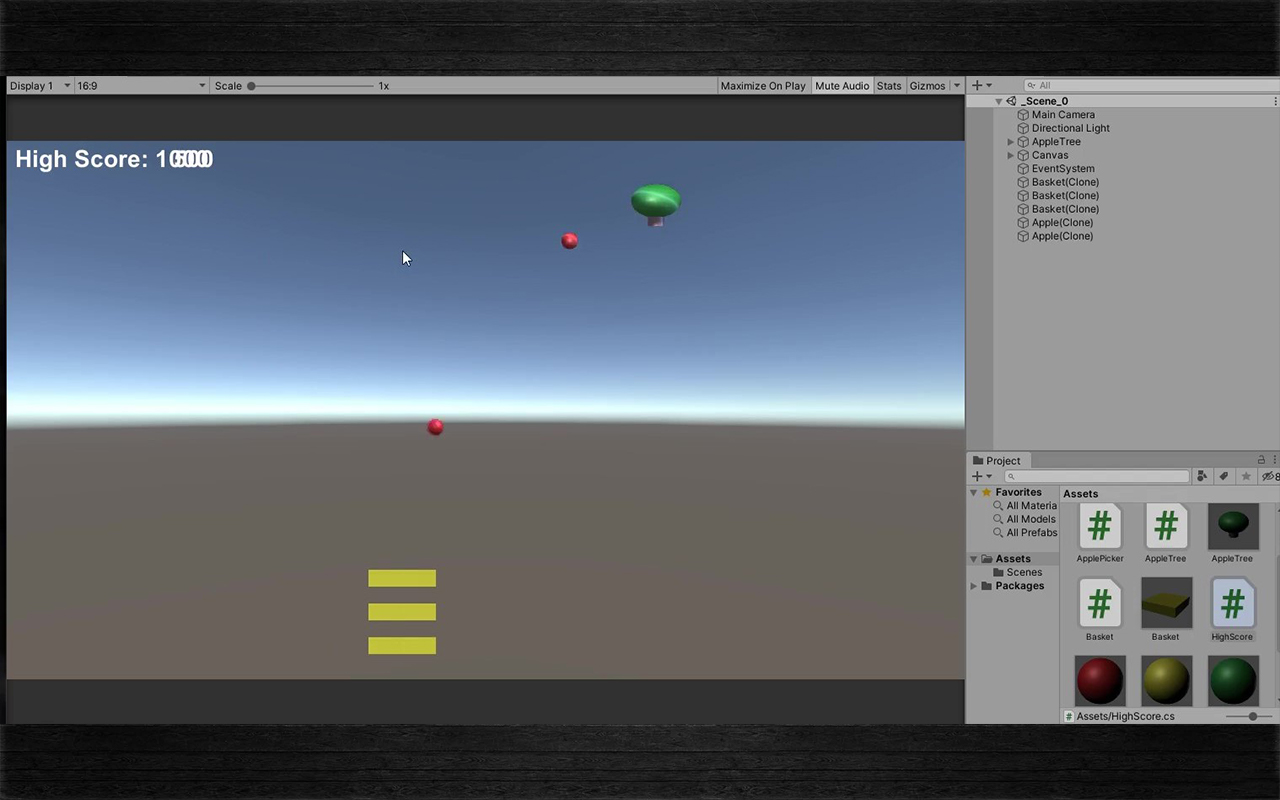 Display 1 16:9 Scale 1x Maximize On Play Mute Audio Stats Gizmos
High Score:
All
_Scene_0
Main Camera
Directional Light
AppleTree
Canvas
EventSystem
Basket(Clone)
Basket(Clone)
Basket(Clone)
Apple(Clone)
Apple(Clone)
Project
Favorites
All Materia
All Models
All Prefabs
Assets
Scenes
Packages
Assets
ApplePicker AppleTree AppleTree
Basket Basket HighScore
Assets/HighScore.cs
8